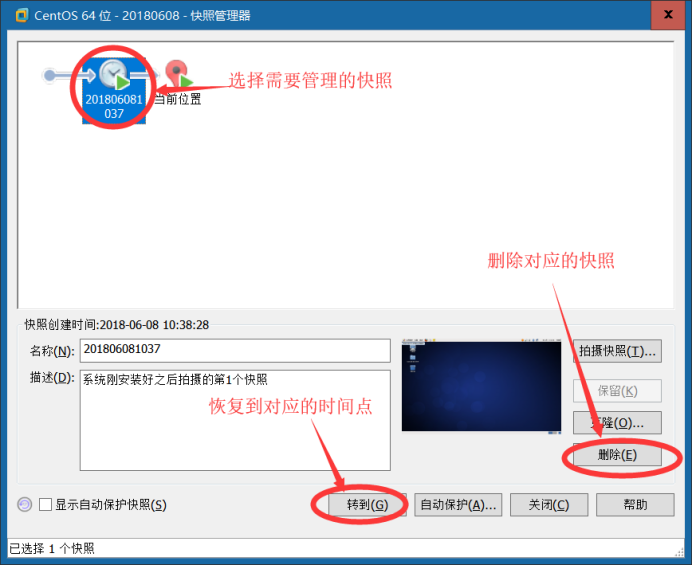 CentOS 64 位 - 20180608 - 快照管理器
x
选择需要管理的快照
201806081
037
当前位置
删除对应的快照
快照创建时间:2018-06-08 10:38:28
名称(N):
201806081037
拍摄快照(T)...
描述(D):
系统刚安装好之后拍摄的第1个快照
保留(K)
恢复到对应的时间点
克隆(O)...
删除(E)
显示自动保护快照(S)
转到(G)
自动保护(A)...
关闭(C)
帮助
已选择 1 个快照